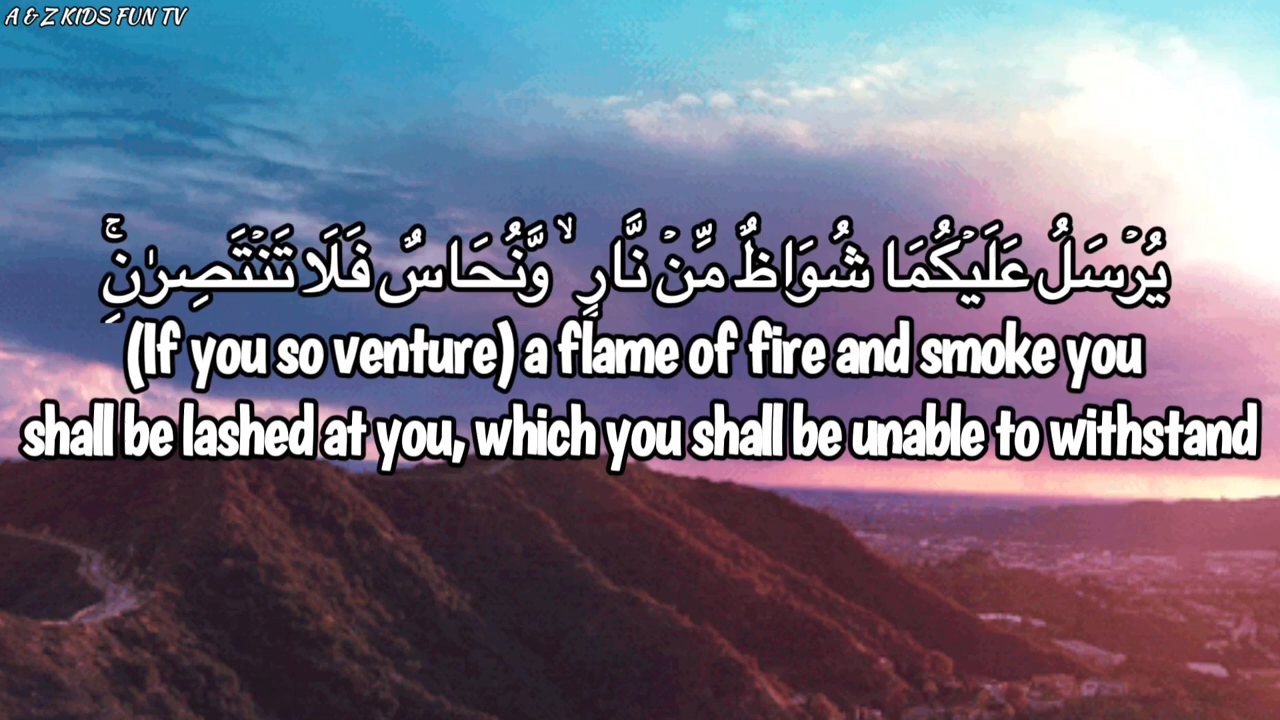 A & Z KIDS FUN TV
يُرۡسَلُ عَلَيۡكُمَا شُوَاظٌ مِّنۡ نَّارٍ ۙ وَّنُحَاسٌ فَلَا تَنۡتَصِرٰنِ​ۚ
(If you so venture) a flame of fire and smoke you
shall be lashed at you, which you shall be unable to withstand